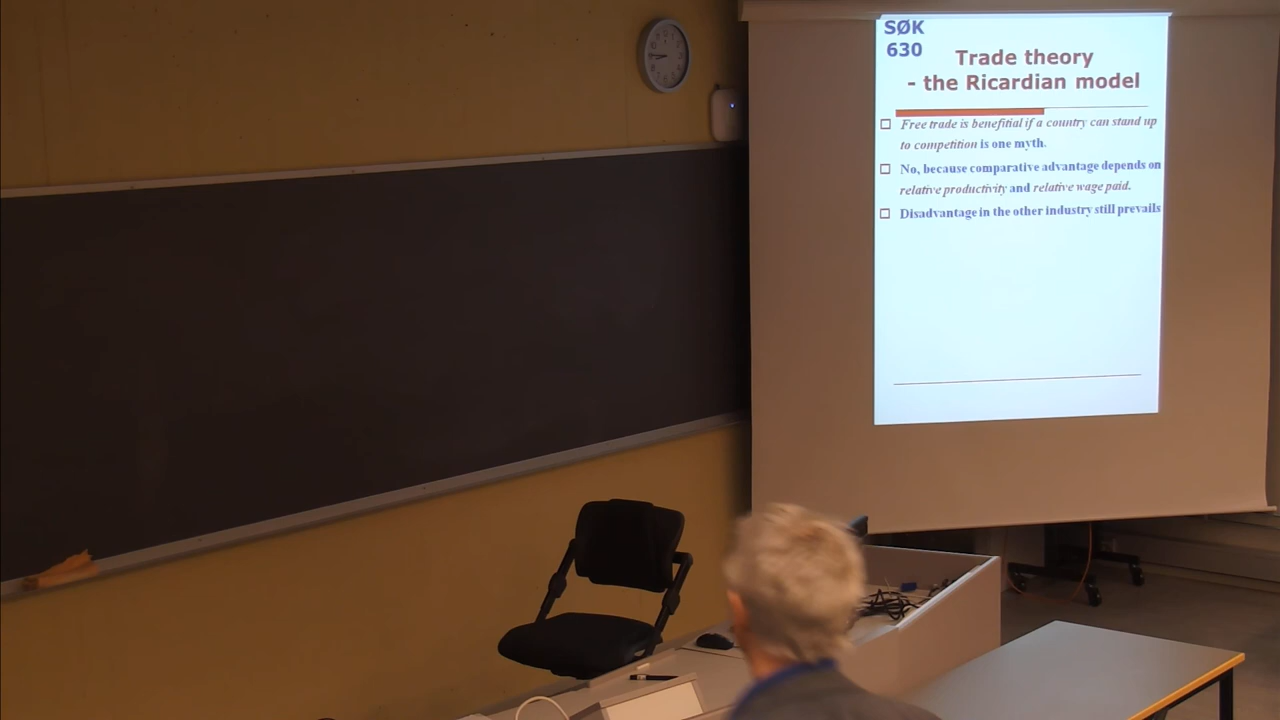 SØK
630
Trade theory
- the Ricardian model
Free trade is benefitial if a country can stand up
to competition is one myth.
No, because comparative advantage depends on
relative productivity and relative wage paid.
Disadvantage in the other industry still prevails